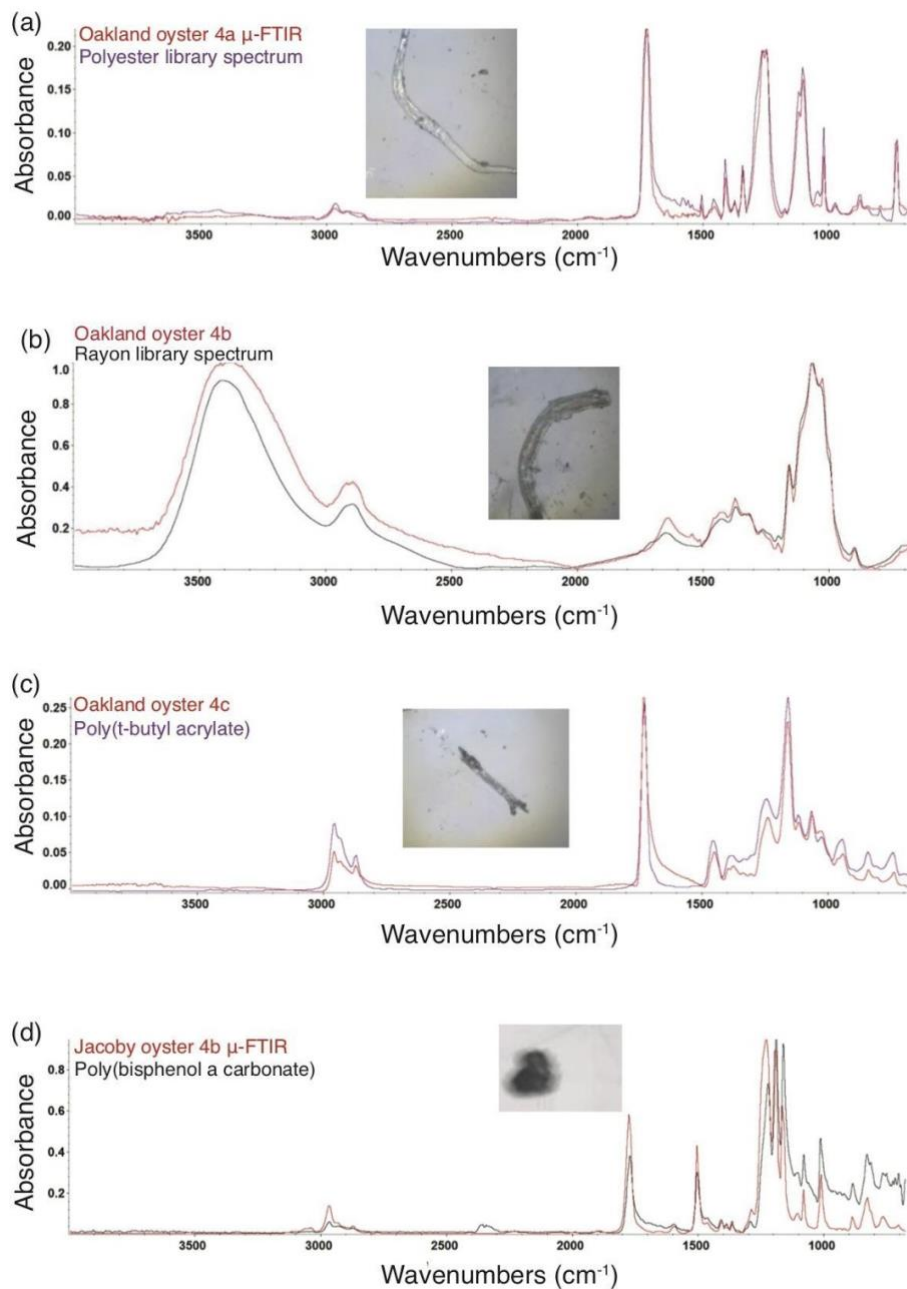 (a)
Oakland oyster 4a μ-FTIR
Polyester library spectrum
Absorbance
0.20
0.15
0.10
0.05
0.00
3500 3000 2500 2000 1500 1000
Wavenumbers (cm⁻¹)
(b)
Oakland oyster 4b
Rayon library spectrum
Absorbance
1.0
0.8
0.6
0.4
0.2
3500 3000 2500 2000 1500 1000
Wavenumbers (cm⁻¹)
(c)
Oakland oyster 4c
Poly(t-butyl acrylate)
Absorbance
0.25
0.20
0.15
0.10
0.05
0.00
3500 3000 2500 2000 1500 1000
Wavenumbers (cm⁻¹)
(d)
Jacoby oyster 4b μ-FTIR
Poly(bisphenol a carbonate)
Absorbance
0.8
0.6
0.4
0.2
3500 3000 2500 2000 1500 1000
Wavenumbers (cm⁻¹)